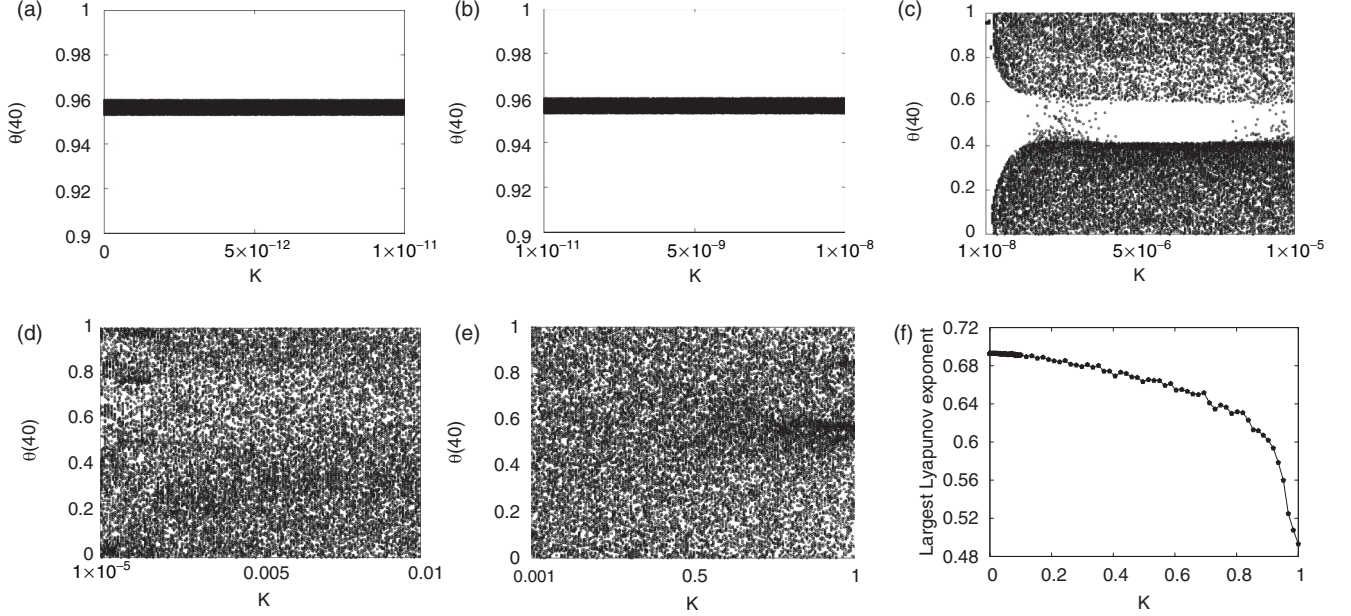 (a)
1
0.98
0.96
0.94
0.92
0.9
θ(40)
0
5×10⁻¹²
1×10⁻¹¹
K
(b)
1
0.98
0.96
0.94
0.92
0.9
θ(40)
1×10⁻¹¹
5×10⁻⁹
1×10⁻⁸
K
(c)
1
0.8
0.6
0.4
0.2
0
θ(40)
1×10⁻⁸
5×10⁻⁶
1×10⁻⁵
K
(d)
1
0.8
0.6
0.4
0.2
0
θ(40)
1×10⁻⁵
0.005
0.01
K
(e)
1
0.8
0.6
0.4
0.2
0
θ(40)
0.001
0.5
1
K
(f)
0.72
0.68
0.64
0.6
0.56
0.52
0.48
Largest Lyapunov exponent
0 0.2 0.4 0.6 0.8 1
K